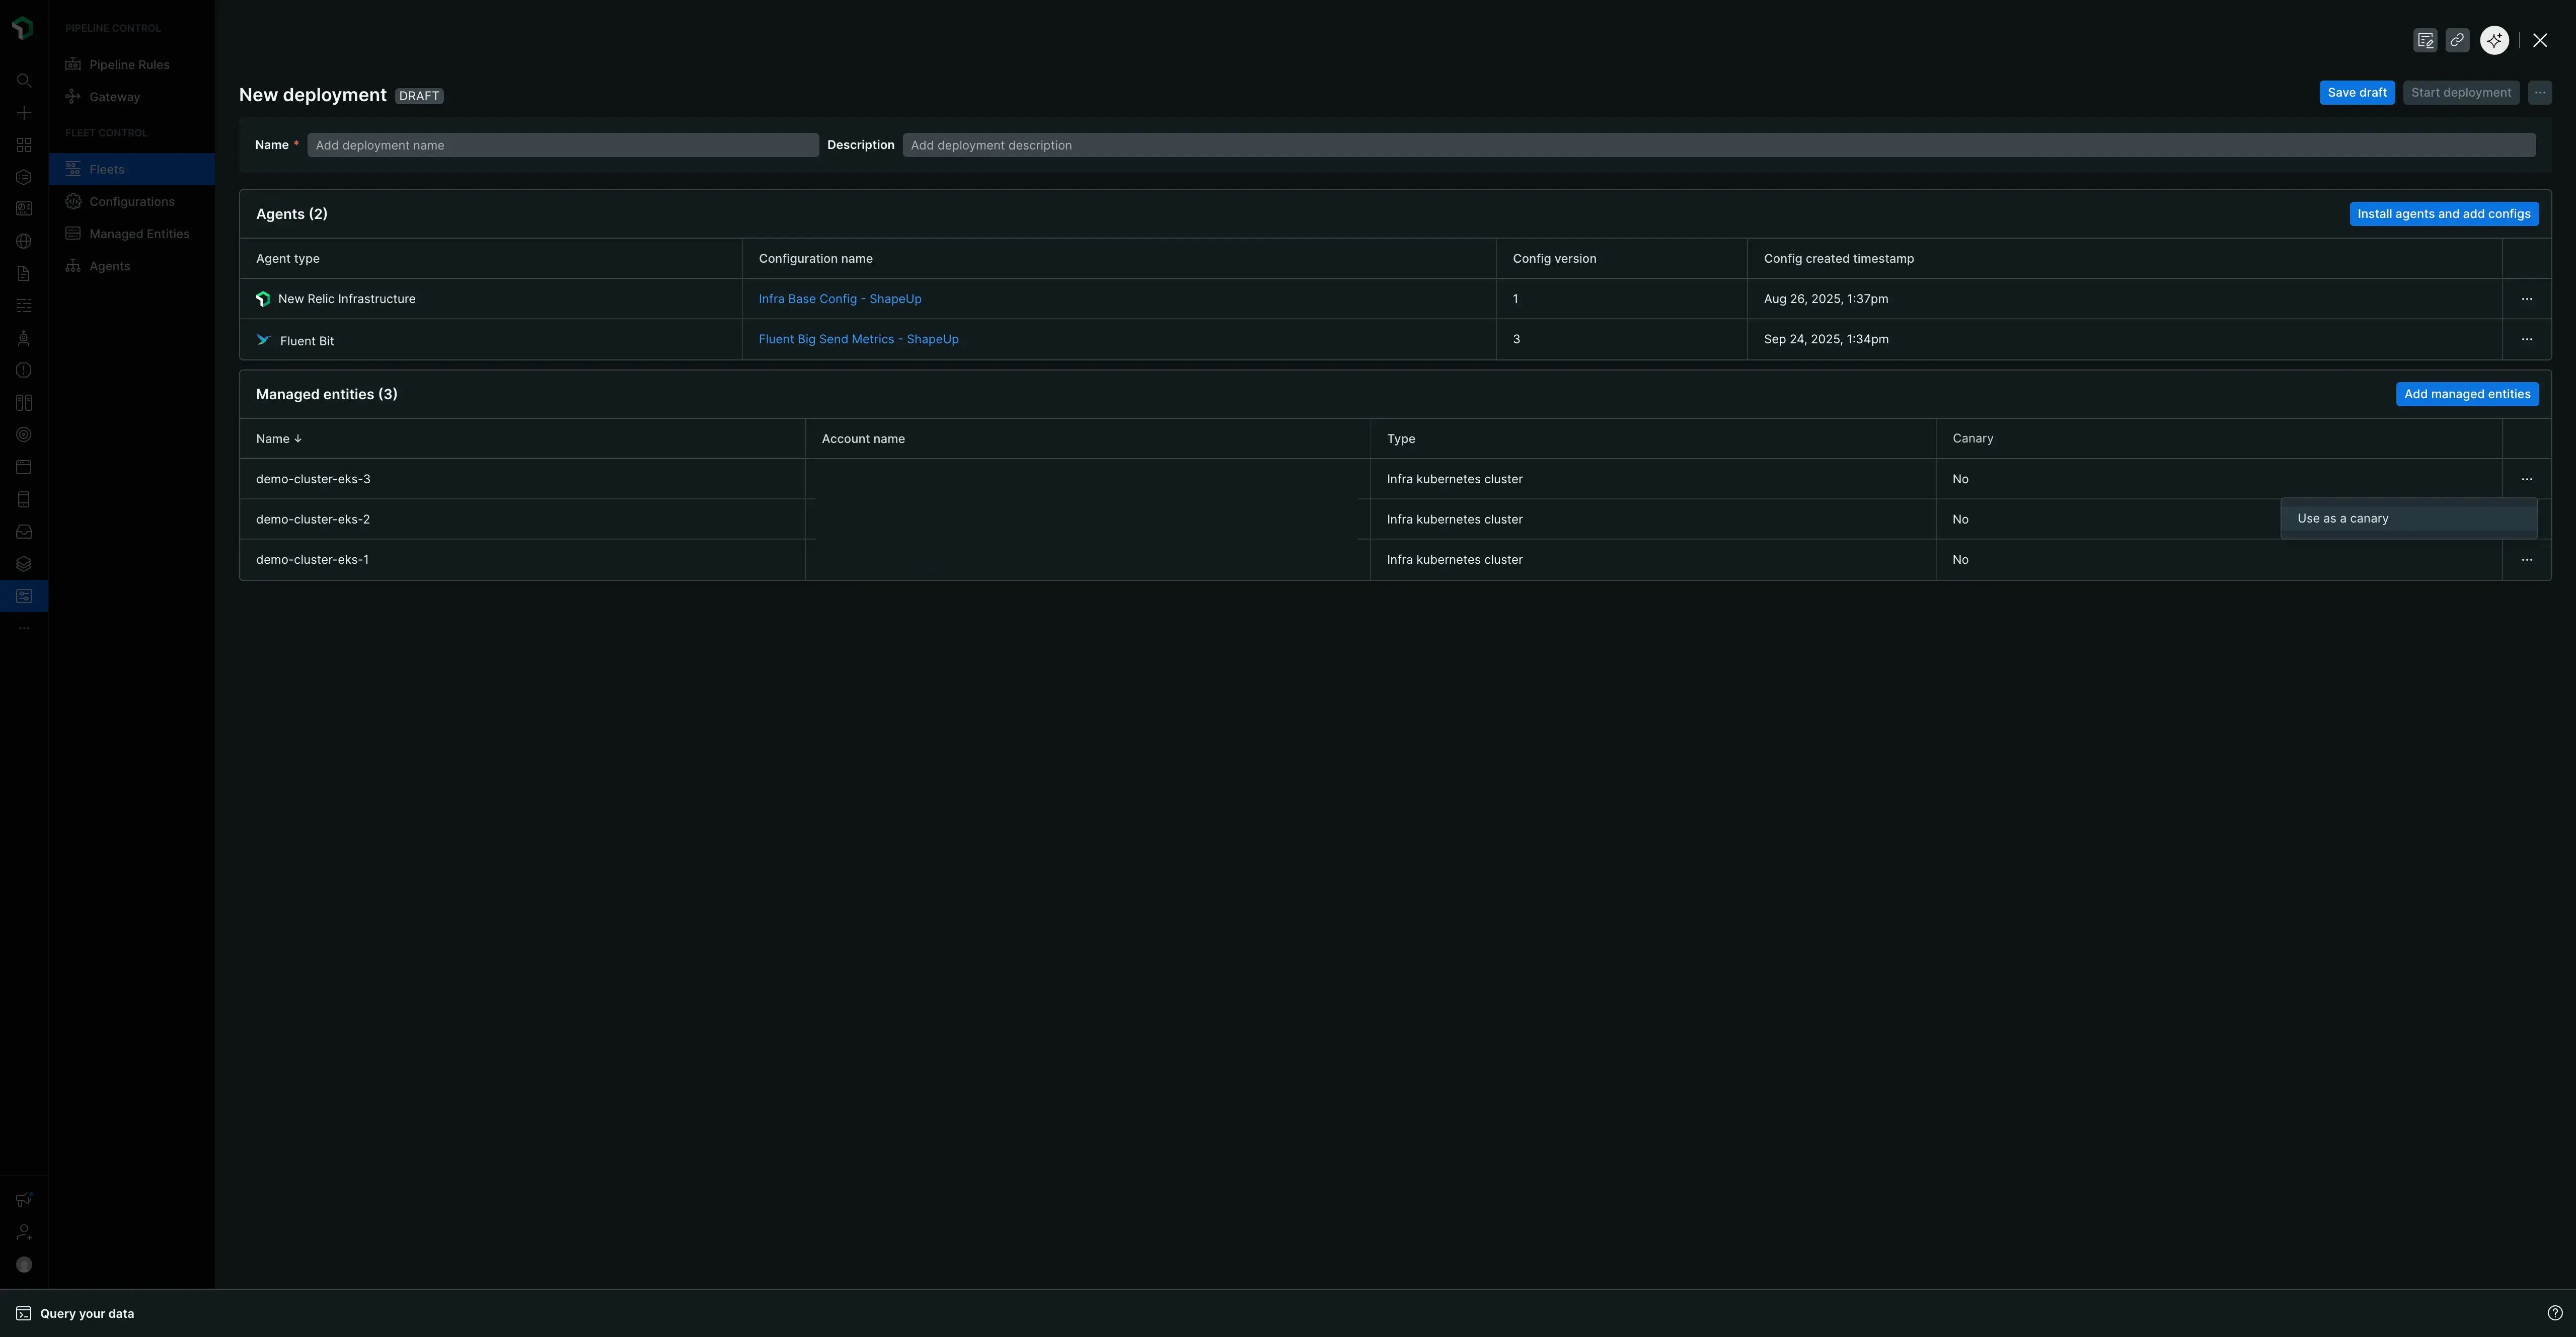 PIPELINE CONTROL
Pipeline Rules
Gateway
FLEET CONTROL
Fleets
Configurations
Managed Entities
Agents
New deployment DRAFT
Save draft Start deployment ...
Name * Add deployment name Description Add deployment description
Agents (2) Install agents and add configs
Agent type Configuration name Config version Config created timestamp
New Relic Infrastructure Infra Base Config - ShapeUp 1 Aug 26, 2025, 1:37pm ...
Fluent Bit Fluent Big Send Metrics - ShapeUp 3 Sep 24, 2025, 1:34pm ...
Managed entities (3) Add managed entities
Name ↓ Account name Type Canary
demo-cluster-eks-3 Infra kubernetes cluster No ...
demo-cluster-eks-2 Infra kubernetes cluster No Use as a canary
demo-cluster-eks-1 Infra kubernetes cluster No ...
Query your data